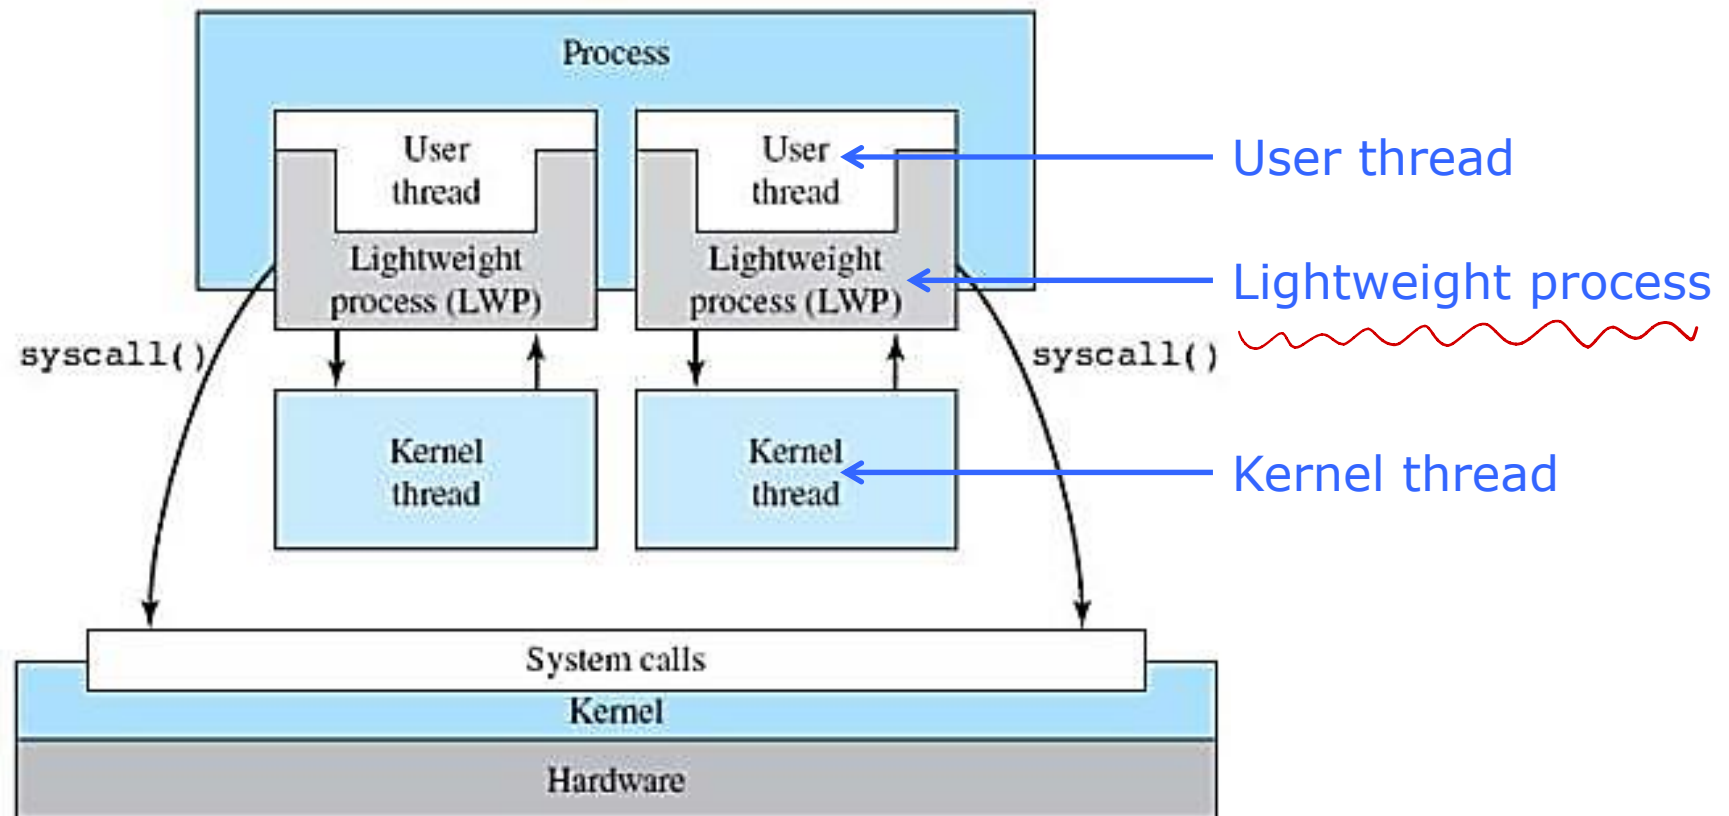 Process
User
thread
User
thread
User thread
Lightweight
process (LWP)
Lightweight
process (LWP)
Lightweight process
syscall()
syscall()
Kernel
thread
Kernel
thread
Kernel thread
System calls
Kernel
Hardware